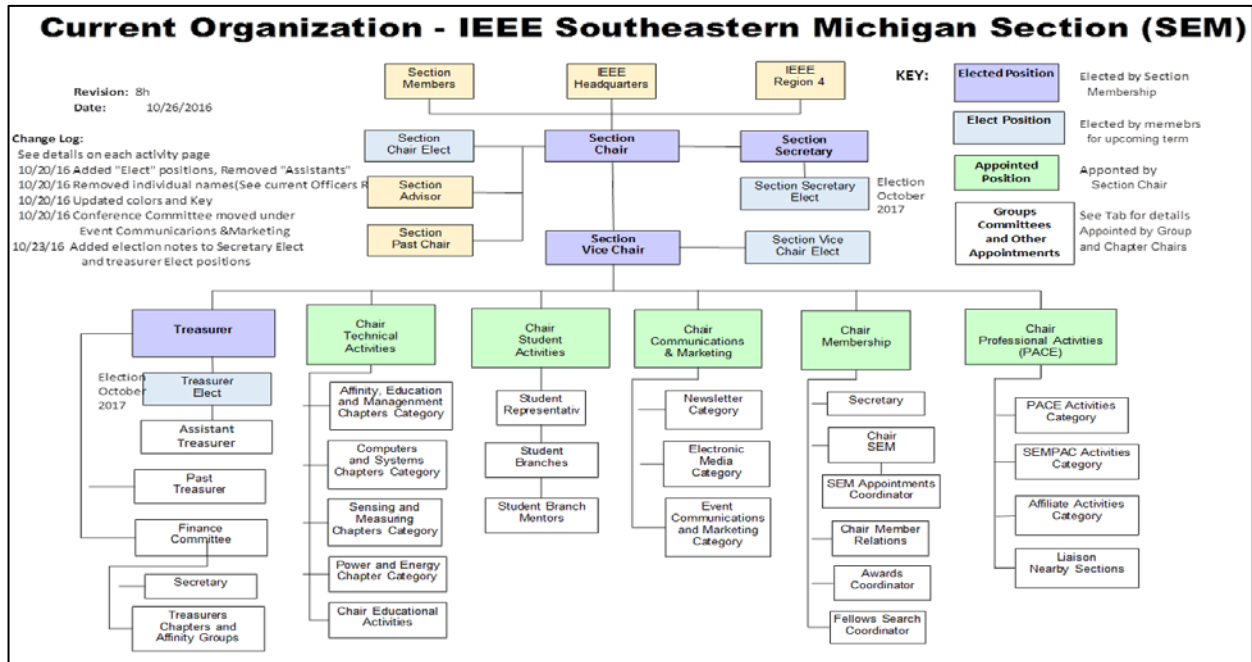 Current Organization - IEEE Southeastern Michigan Section (SEM)
Revision: 8h
Date: 10/26/2016
Change Log:
See details on each activity page
10/20/16 Added "Elect" positions, Removed "Assistants"
10/20/16 Removed individual names(See current Officers R
10/20/16 Updated colors and Key
10/20/16 Conference Committee moved under
Event Communicarions &Marketing
10/23/16 Added election notes to Secretary Elect
and treasurer Elect positions
Section
Members
IEEE
Headquarters
IEEE
Region 4
KEY:
Elected Position
Elected by Section
Membership
Elect Position
Elected by memebrs
for upcoming term
Appointed
Position
Apponted by
Section Chair
Groups
Committees
and Other
Appointmenrts
See Tab for details
Appointed by Group
and Chapter Chairs
Section
Chair Elect
Section
Chair
Section
Secretary
Section
Advisor
Section Secretary
Elect
Election
October
2017
Section
Past Chair
Section
Vice Chair
Section Vice
Chair Elect
Treasurer
Chair
Technical
Activities
Chair
Student
Activities
Chair
Communications
& Marketing
Chair
Membership
Chair
Professional Activities
(PACE)
Election
October
2017
Treasurer
Elect
Assistant
Treasurer
Past
Treasurer
Finance
Committee
Secretary
Treasurers
Chapters and
Affinity Groups
Affinity, Education
and Managenment
Chapters Category
Computers
and Systems
Chapters Category
Sensing and
Measuring
Chapters Category
Power and Energy
Chapter Category
Chair Educational
Activities
Student
Representativ
Student
Branches
Student Branch
Mentors
Newsletter
Category
Electronic
Media
Category
Event
Communications
and Marketing
Category
Secretary
Chair
SEM
SEM Appointments
Coordinator
Chair Member
Relations
Awards
Coordinator
Fellows Search
Coordinator
PACE Activities
Category
SEMPAC Activities
Category
Affiliate Activities
Category
Liaison
Nearby Sections